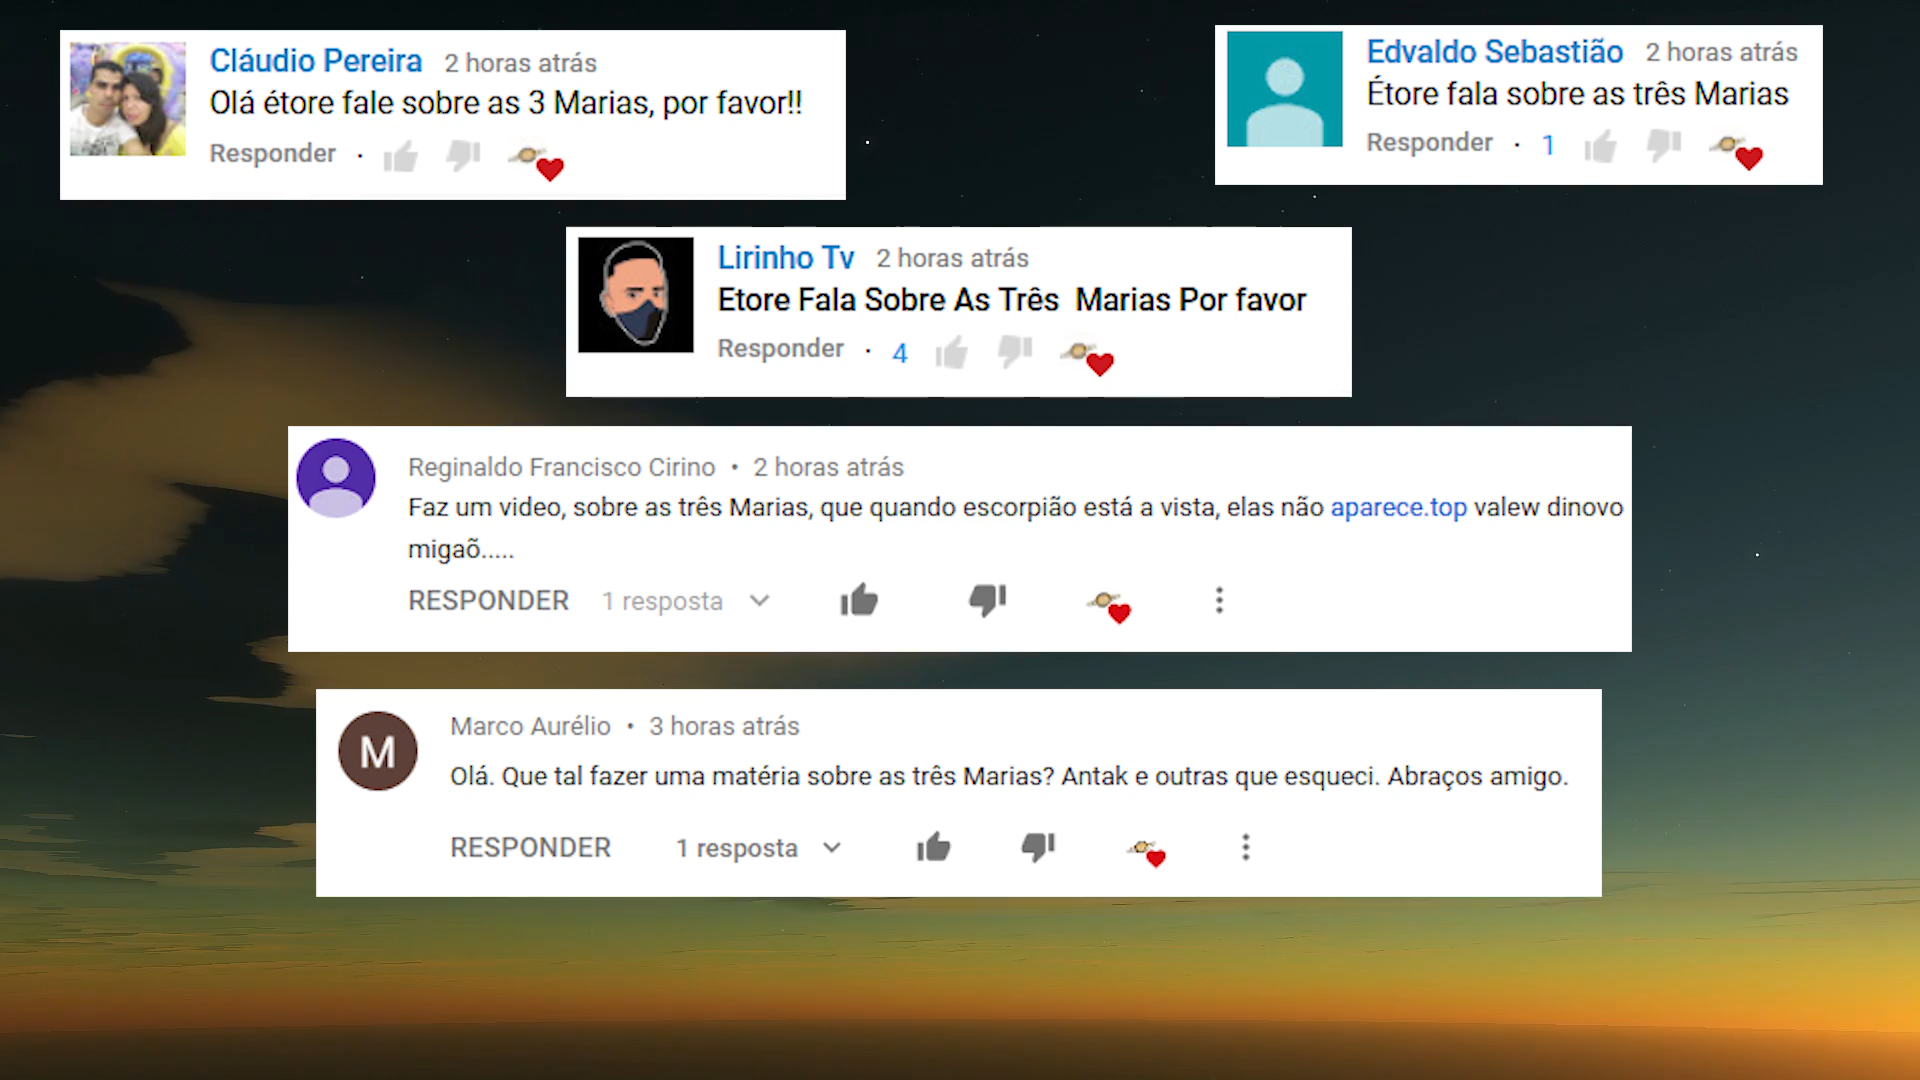 Cláudio Pereira 2 horas atrás
Olá étore fale sobre as 3 Marias, por favor!!
Responder ·
Edvaldo Sebastião 2 horas atrás
Étore fala sobre as três Marias
Responder · 1
Lirinho Tv 2 horas atrás
Etore Fala Sobre As Três  Marias Por favor
Responder · 4
Reginaldo Francisco Cirino • 2 horas atrás
Faz um video, sobre as três Marias, que quando escorpião está a vista, elas não aparece.top valew dinovo
migaõ.....
RESPONDER 1 resposta
M
Marco Aurélio • 3 horas atrás
Olá. Que tal fazer uma matéria sobre as três Marias? Antak e outras que esqueci. Abraços amigo.
RESPONDER 1 resposta